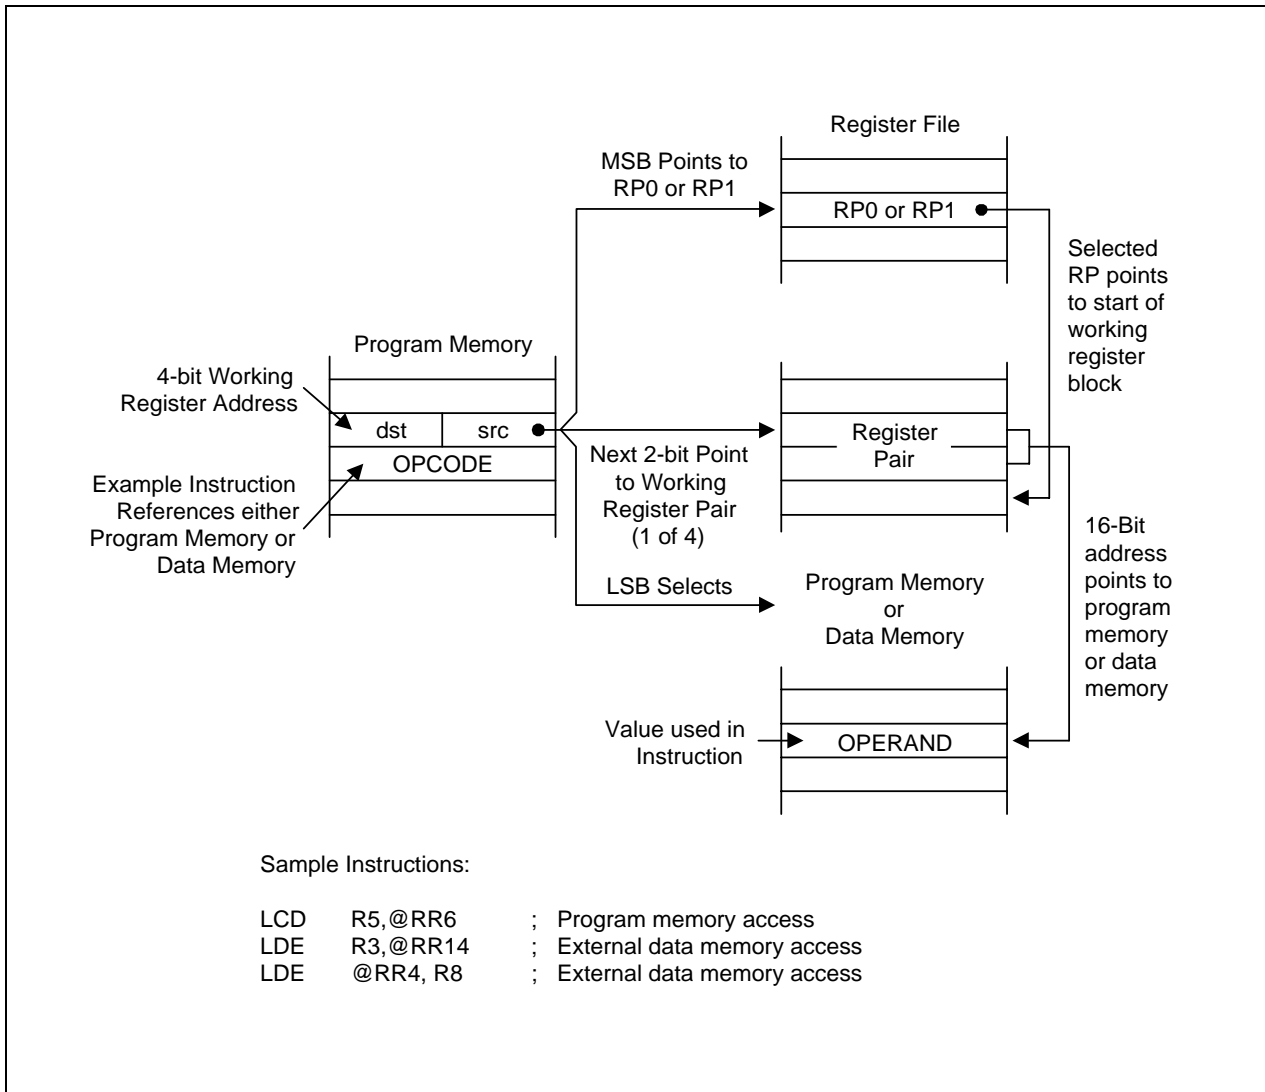 Register File
MSB Points to
RP0 or RP1
RP0 or RP1
Selected
RP points
to start of
working
register
block
Program Memory
4-bit Working
Register Address
dst src
OPCODE
Example Instruction
References either
Program Memory or
Data Memory
Next 2-bit Point
to Working
Register Pair
(1 of 4)
Register
Pair
LSB Selects
Program Memory
or
Data Memory
16-Bit
address
points to
program
memory
or data
memory
Value used in
Instruction
OPERAND
Sample Instructions:
LCD R5,@RR6 ; Program memory access
LDE R3,@RR14 ; External data memory access
LDE @RR4, R8 ; External data memory access